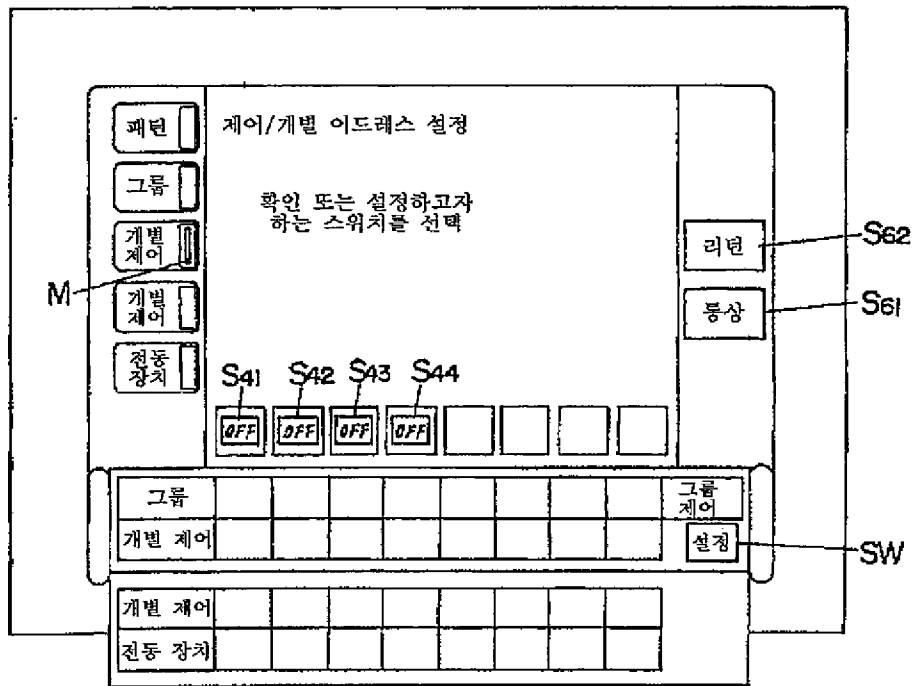 패턴
제어/개별 어드레스 설정
그룹
확인 또는 설정하고자
하는 스위치를 선택
개별
제어
리턴
S62
M
개별
제어
통상
S61
전동
장치
S41
S42
S43
S44
OFF
OFF
OFF
OFF
그룹
그룹
제어
개별 제어
설정
SW
개별 제어
전동 장치